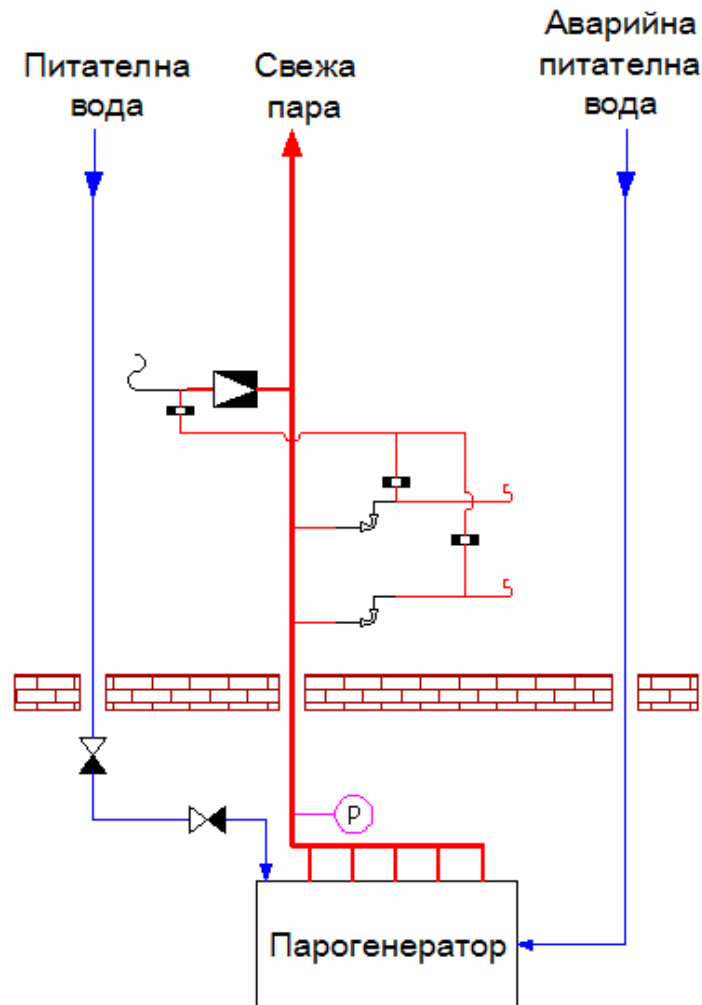 Питателна
вода
Свежа
пара
Аварийна
питателна
вода
P
Парогенератор